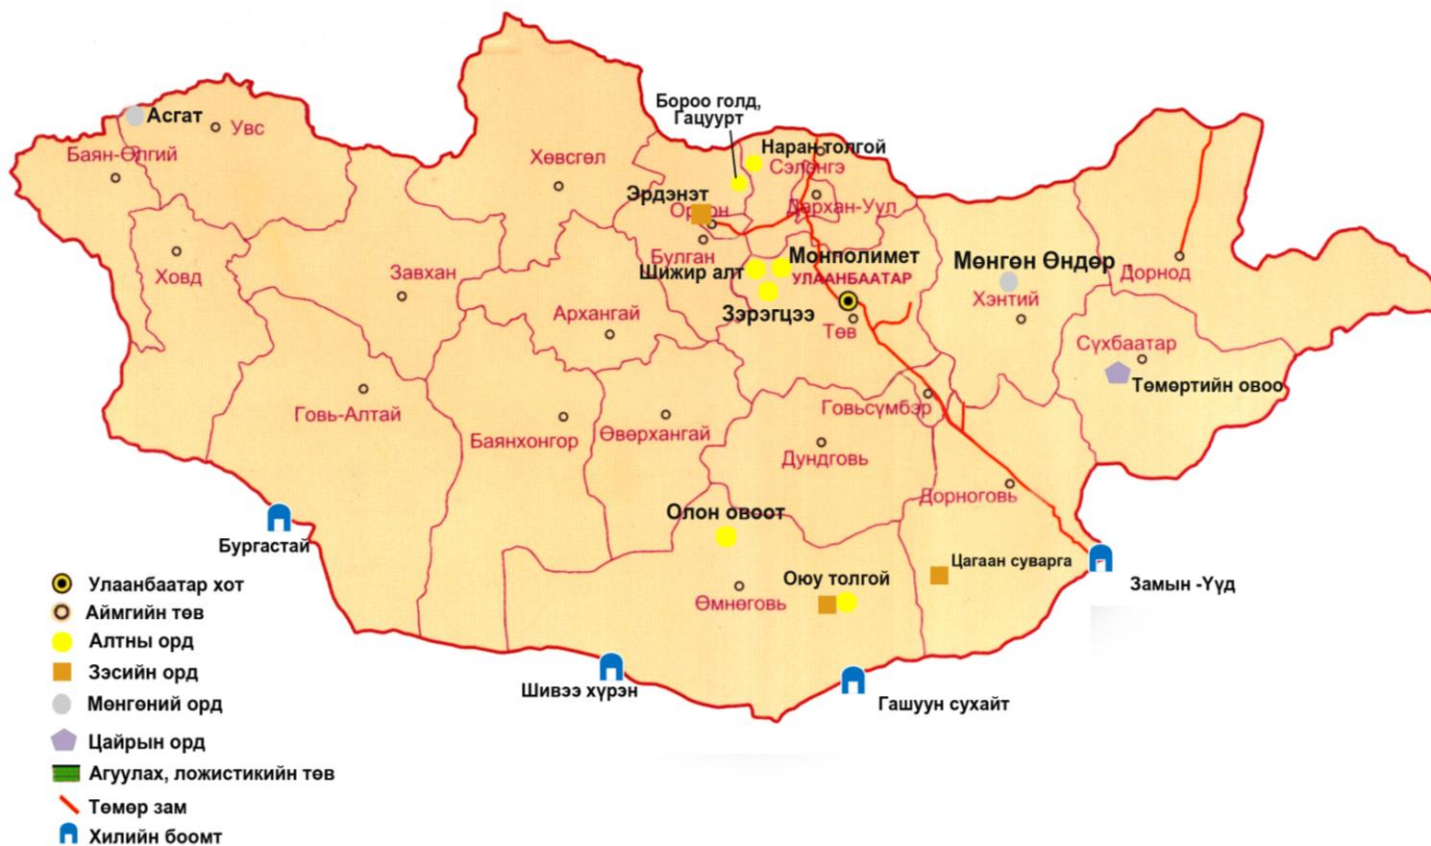 Бороо голд,
Гацуурт
Асгат
Увс
Наран толгой
Баян-Өлгий
Хөвсгөл
Сэлэнгэ
Эрдэнэт
Орхон
Дархан-Уул
Булган
Монполимет
Мөнгөн Өндөр
Ховд
Завхан
Шижир алт
УЛААНБААТАР
Дорнод
Хэнтий
Архангай
Зэрэгцээ
Төв
Сүхбаатар
Төмөртийн овоо
Говь-Алтай
Говьсүмбэр
Баянхонгор
Өвөрхангай
Дундговь
Дорноговь
Олон овоот
Бургастай
Цагаан суварга
Оюу толгой
Замын -Үүд
Өмнөговь
Шивээ хүрэн
Гашуун сухайт
Улаанбаатар хот
Аймгийн төв
Алтны орд
Зэсийн орд
Мөнгөний орд
Цайрын орд
Агуулах, ложистикийн төв
Төмөр зам
Хилийн боомт